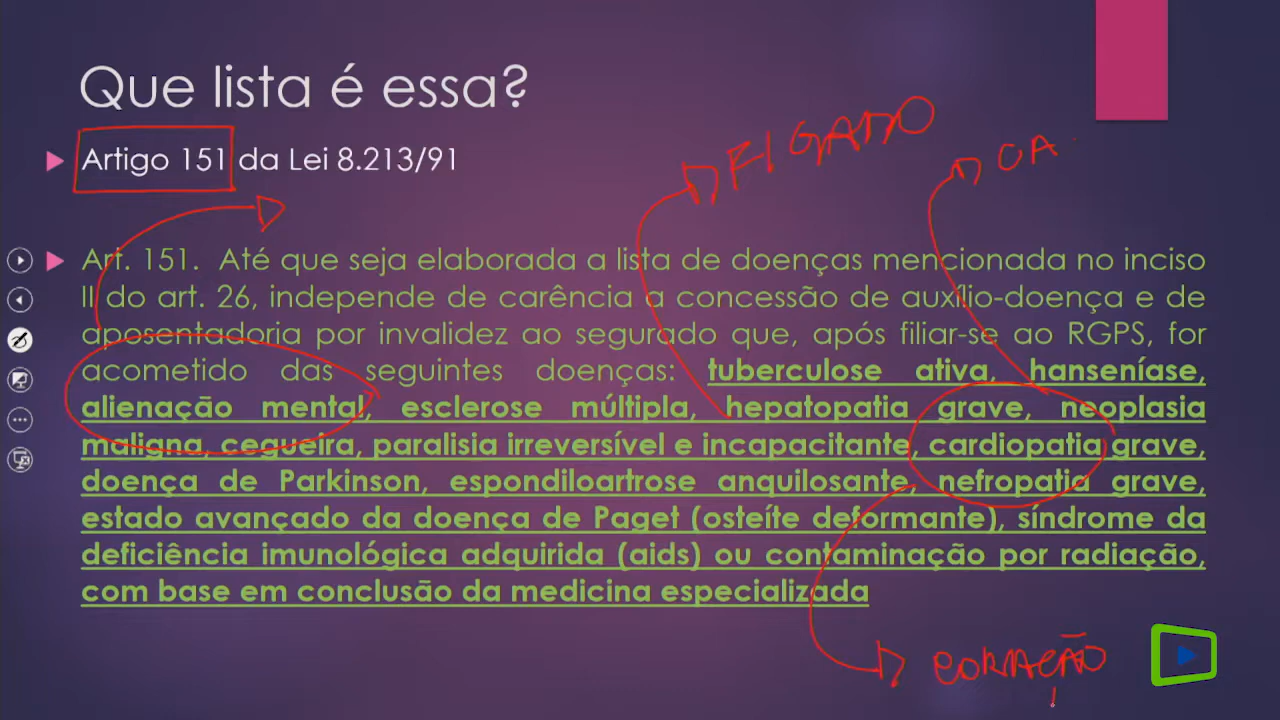 Que lista é essa?
Artigo 151 da Lei 8.213/91
FIGADO
CA
Art. 151. Até que seja elaborada a lista de doenças mencionada no inciso
II do art. 26, independe de carência a concessão de auxílio-doença e de
aposentadoria por invalidez ao segurado que, após filiar-se ao RGPS, for
acometido das seguintes doenças: tuberculose ativa, hanseníase,
alienação mental, esclerose múltipla, hepatopatia grave, neoplasia
maligna, cegueira, paralisia irreversível e incapacitante, cardiopatia grave,
doença de Parkinson, espondiloartrose anquilosante, nefropatia grave,
estado avançado da doença de Paget (osteíte deformante), síndrome da
deficiência imunológica adquirida (aids) ou contaminação por radiação,
com base em conclusão da medicina especializada
CORAÇÃO